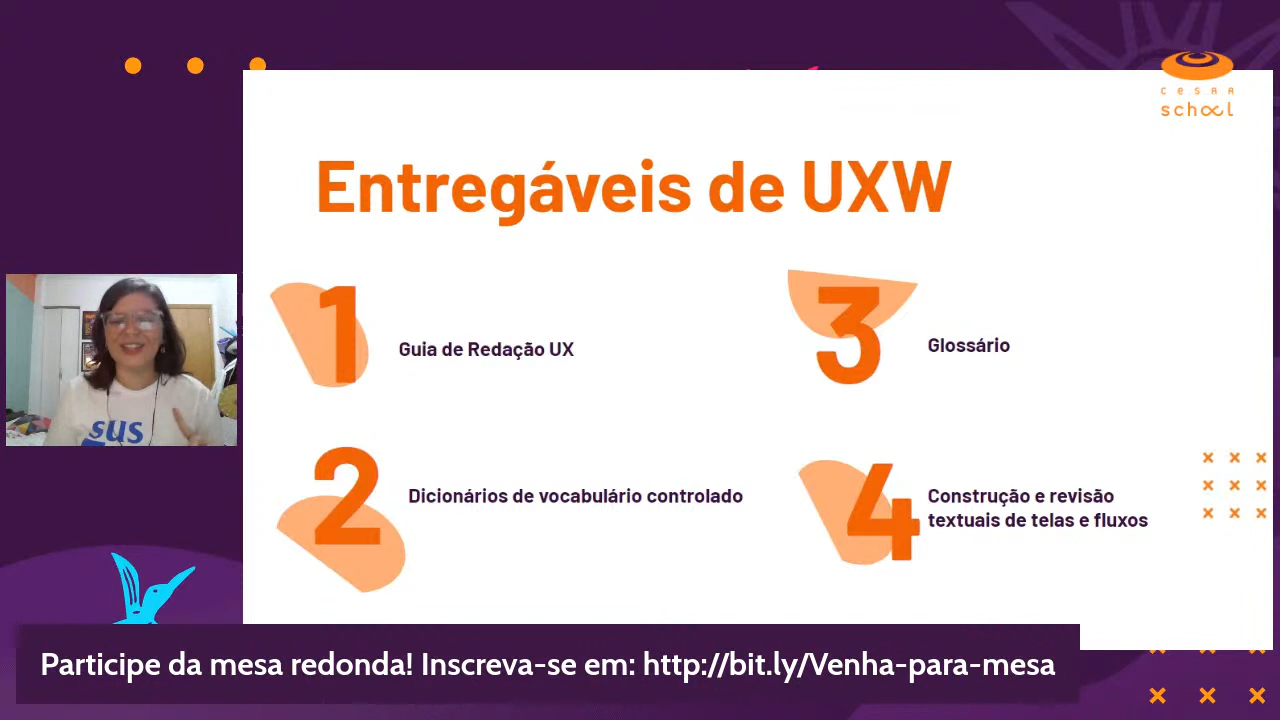 cesar
school
Entregáveis de UXW
1
Guia de Redação UX
3
Glossário
2
Dicionários de vocabulário controlado
4
Construção e revisão
textuais de telas e fluxos
sus
Participe da mesa redonda! Inscreva-se em: http://bit.ly/Venha-para-mesa